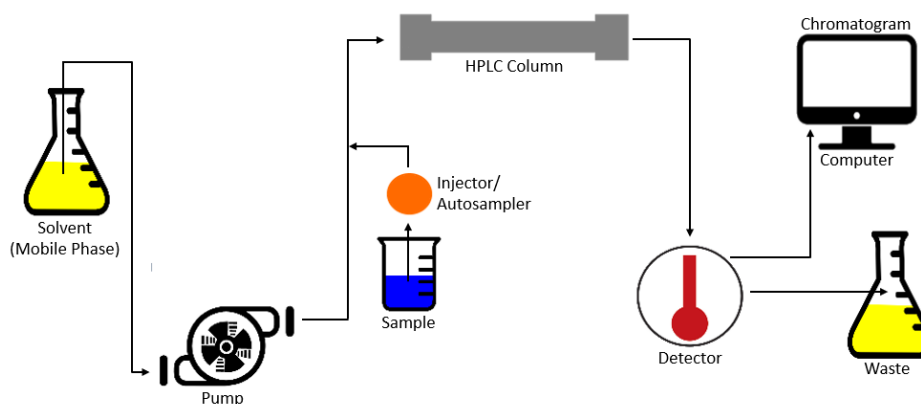 Chromatogram
HPLC Column
Computer
Injector/
Autosampler
Solvent
(Mobile Phase)
Sample
Detector
Waste
Pump